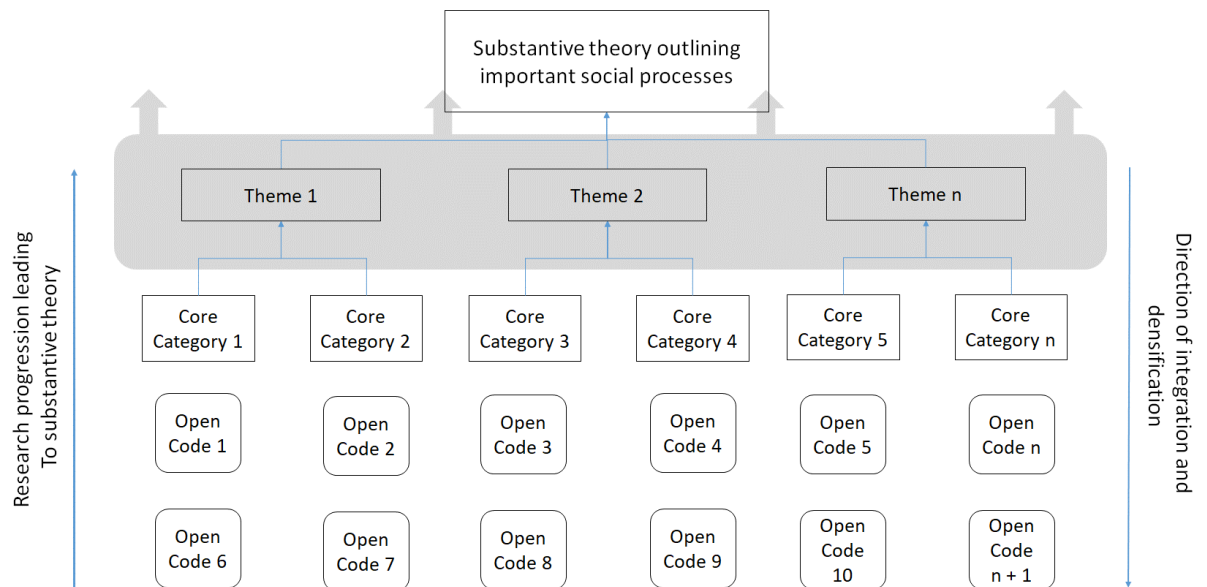 Substantive theory outlining
important social processes
Theme 1
Theme 2
Theme n
Core
Category 1
Core
Category 2
Core
Category 3
Core
Category 4
Core
Category 5
Core
Category n
Open
Code 1
Open
Code 2
Open
Code 3
Open
Code 4
Open
Code 5
Open
Code n
Open
Code 6
Open
Code 7
Open
Code 8
Open
Code 9
Open
Code
10
Open
Code
n + 1
Research progression leading
To substantive theory
Direction of integration and
densification